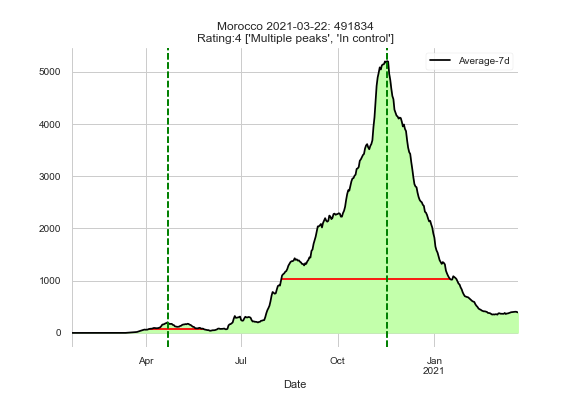 Morocco 2021-03-22: 491834
Rating:4 ['Multiple peaks', 'In control']
Average-7d
5000
4000
3000
2000
1000
0
Apr Jul Oct Jan
2021
Date